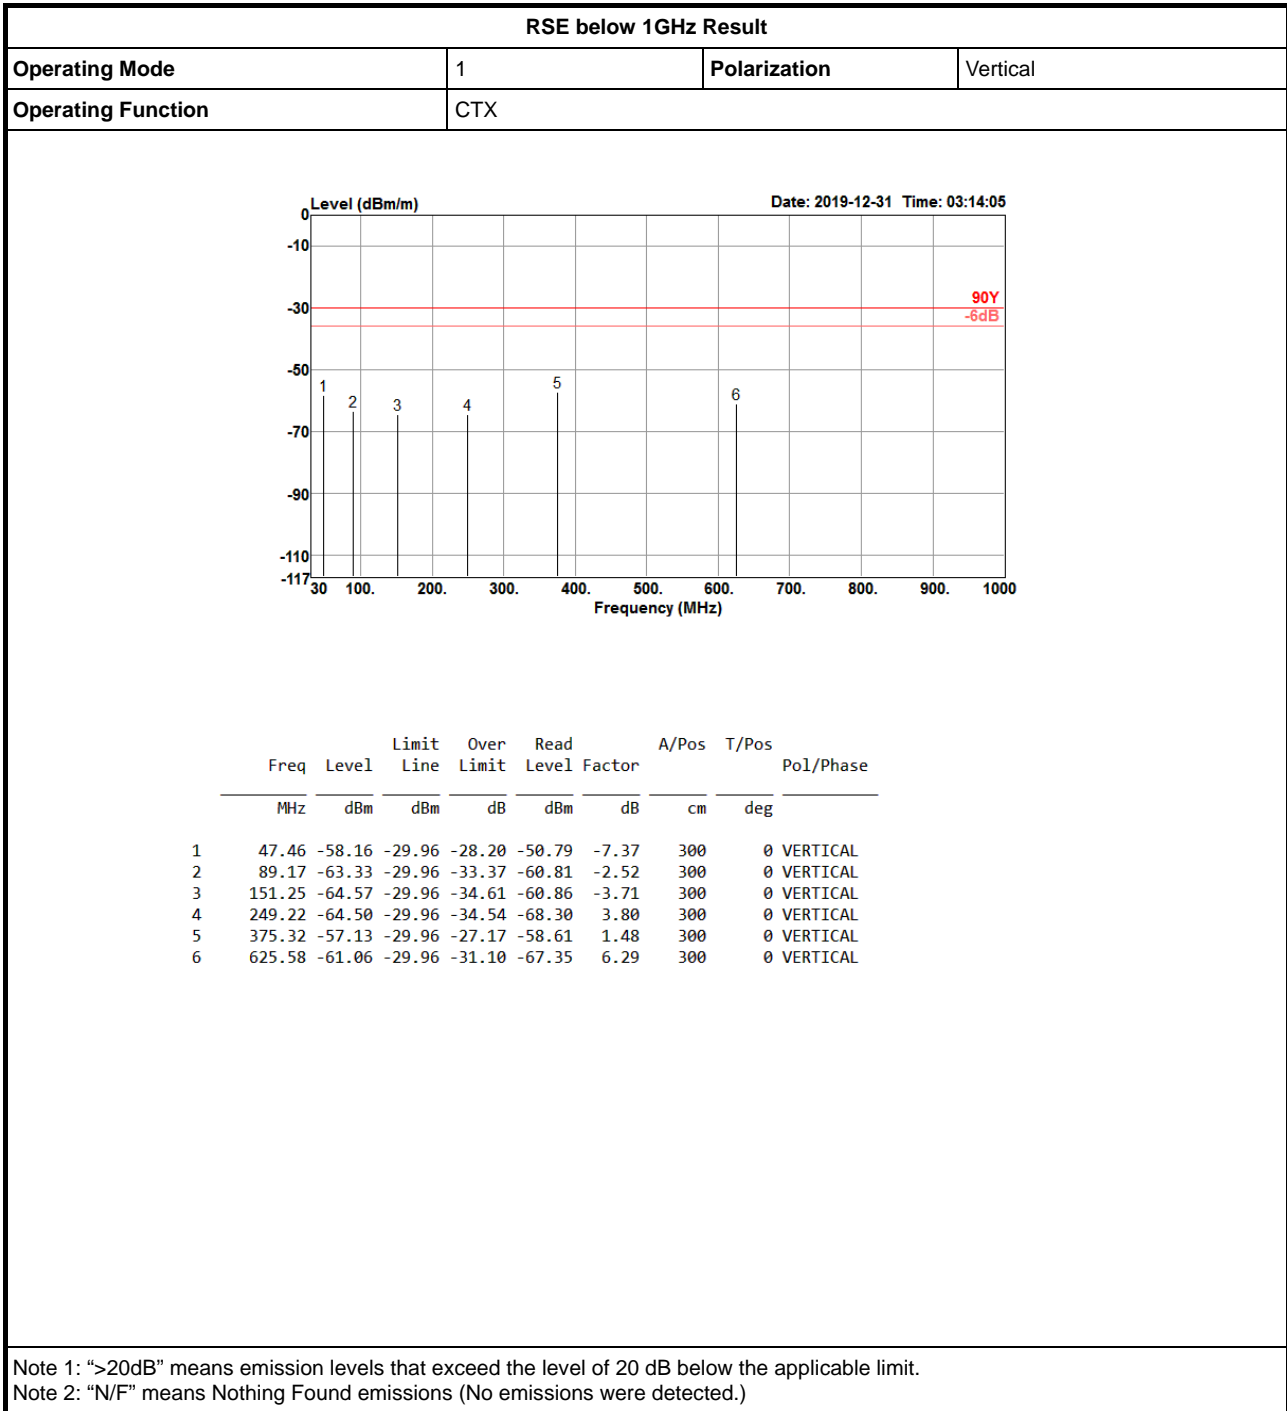 RSE below 1GHz Result
Operating Mode 1 Polarization Vertical
Operating Function CTX
Level (dBm/m) Date: 2019-12-31 Time: 03:14:05
0
-10
90Y
-30
-6dB
-50
1 2 3 4 5 6
-70
-90
-110
-117
30 100. 200. 300. 400. 500. 600. 700. 800. 900. 1000
Frequency (MHz)
Limit Over Read A/Pos T/Pos
Freq Level Line Limit Level Factor Pol/Phase
MHz dBm dBm dB dBm dB cm deg
1 47.46 -58.16 -29.96 -28.20 -50.79 -7.37 300 0 VERTICAL
2 89.17 -63.33 -29.96 -33.37 -60.81 -2.52 300 0 VERTICAL
3 151.25 -64.57 -29.96 -34.61 -60.86 -3.71 300 0 VERTICAL
4 249.22 -64.50 -29.96 -34.54 -68.30 3.80 300 0 VERTICAL
5 375.32 -57.13 -29.96 -27.17 -58.61 1.48 300 0 VERTICAL
6 625.58 -61.06 -29.96 -31.10 -67.35 6.29 300 0 VERTICAL
Note 1: “>20dB” means emission levels that exceed the level of 20 dB below the applicable limit.
Note 2: “N/F” means Nothing Found emissions (No emissions were detected.)